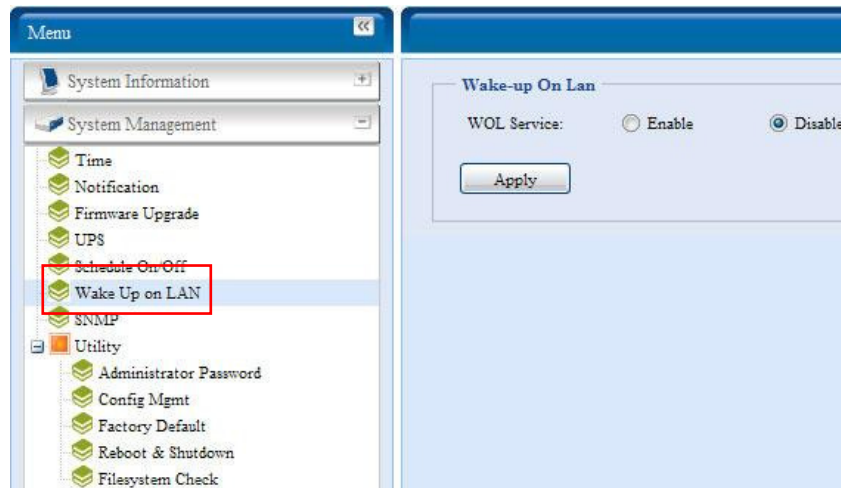 Menu
System Information
System Management
Time
Notification
Firmware Upgrade
UPS
Schedule On/Off
Wake Up on LAN
SNMP
Utility
Administrator Password
Config Mgmt
Factory Default
Reboot & Shutdown
Filesystem Check
Wake-up On Lan
WOL Service: Enable Disable
Apply